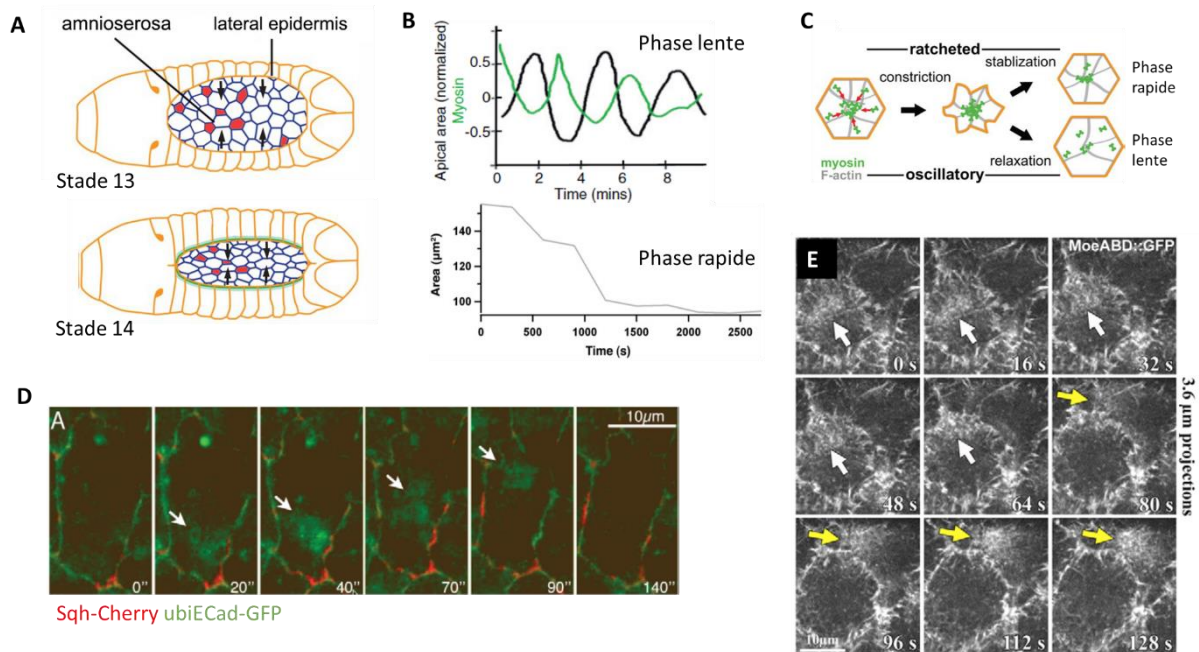 A
amnioserosa
lateral epidermis
Stade 13
Stade 14
B
Apical area (normalized)
Myosin
0.5
0
-0.5
Phase lente
0 2 4 6 8
Time (mins)
Area (µm²)
140
120
100
Phase rapide
0 500 1000 1500 2000 2500
Time (s)
C
ratcheted
constriction
stablization
Phase
rapide
myosin
F-actin
relaxation
Phase
lente
oscillatory
D
A
10µm
0" 20" 40" 70" 90" 140"
Sqh-Cherry ubiECad-GFP
E
MoeABD::GFP
0 s 16 s 32 s
48 s 64 s 80 s
96 s 112 s 128 s
10µm
3.6 µm projections